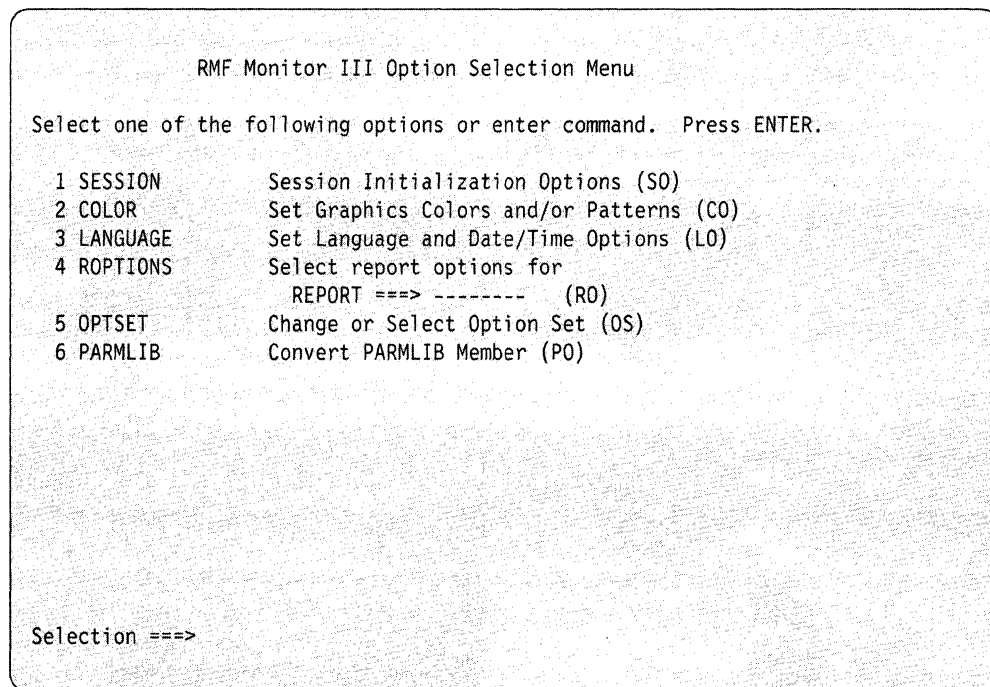 RMF Monitor III Option Selection Menu
Select one of the following options or enter command.  Press ENTER.
1 SESSION          Session Initialization Options (SO)
2 COLOR            Set Graphics Colors and/or Patterns (CO)
3 LANGUAGE         Set Language and Date/Time Options (LO)
4 ROPTIONS         Select report options for
REPORT ===> --------    (RO)
5 OPTSET           Change or Select Option Set (OS)
6 PARMLIB          Convert PARMLIB Member (PO)
Selection ===>